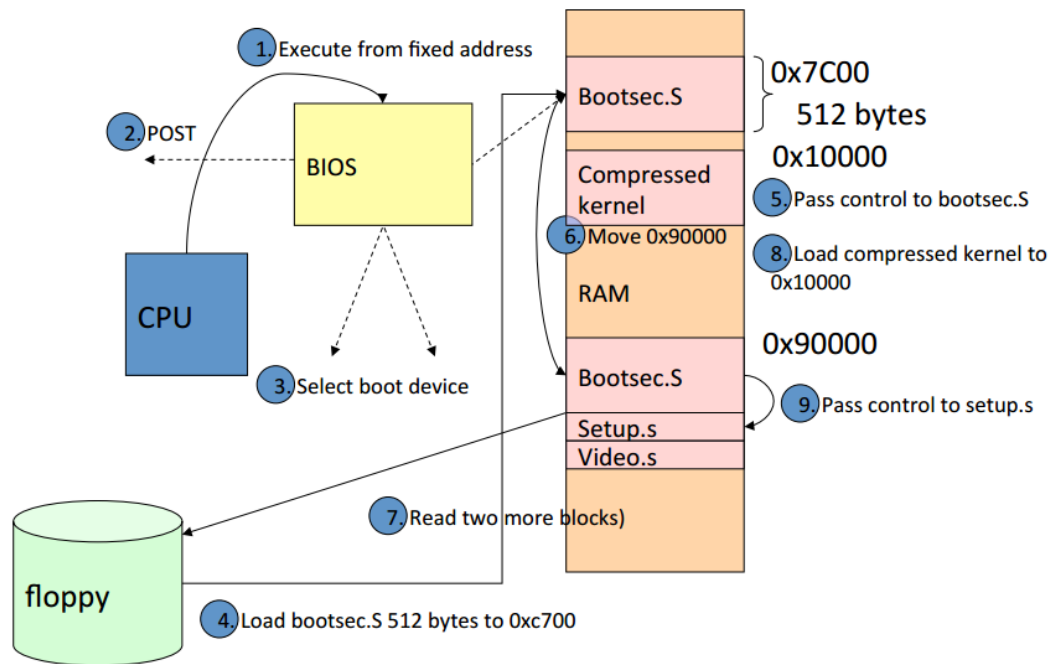 1. Execute from fixed address
Bootsec.S
0x7C00
512 bytes
2. POST
BIOS
0x10000
Compressed
kernel
5. Pass control to bootsec.S
6. Move 0x90000
8. Load compressed kernel to
0x10000
RAM
CPU
0x90000
3. Select boot device
Bootsec.S
9. Pass control to setup.s
Setup.s
Video.s
7. Read two more blocks)
floppy
4. Load bootsec.S 512 bytes to 0xc700